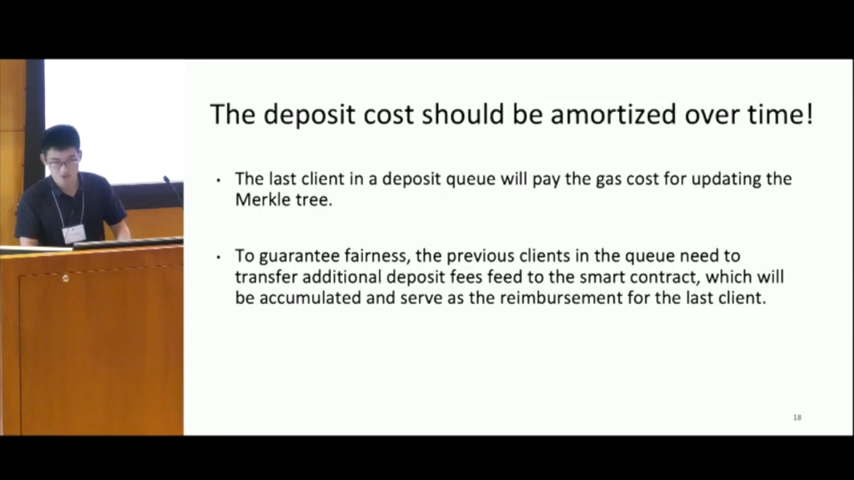 The deposit cost should be amortized over time!
• The last client in a deposit queue will pay the gas cost for updating the
Merkle tree.
• To guarantee fairness, the previous clients in the queue need to
transfer additional deposit fees feed to the smart contract, which will
be accumulated and serve as the reimbursement for the last client.
18